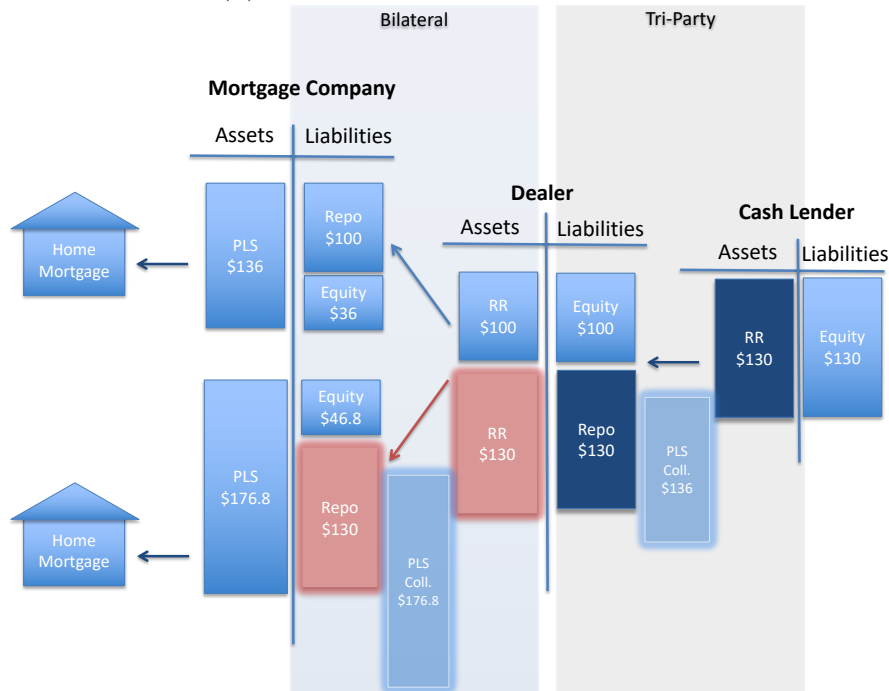 Bilateral
Tri-Party
Mortgage Company
Assets
Liabilities
Dealer
Assets
Liabilities
Cash Lender
Assets
Liabilities
Home
Mortgage
PLS
$136
Repo
$100
Equity
$36
RR
$100
Equity
$100
RR
$130
Equity
$130
PLS
$176.8
Equity
$46.8
Repo
$130
RR
$130
Repo
$130
PLS
Coll.
$136
Home
Mortgage
PLS
Coll.
$176.8